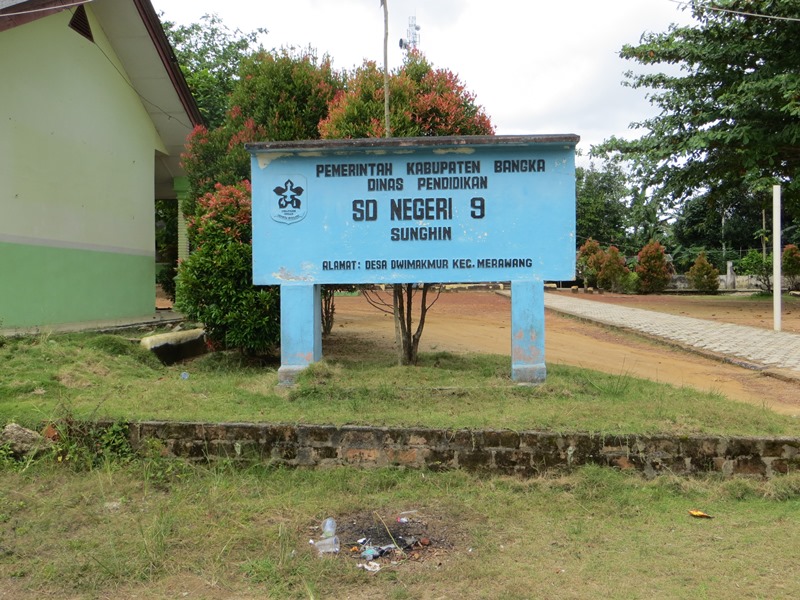 PEMERINTAH KABUPATEN BANGKA
DINAS PENDIDIKAN
SD NEGERI 9
SUNGHIN
ALAMAT: DESA DWIMAKMUR KEC. MERAWANG